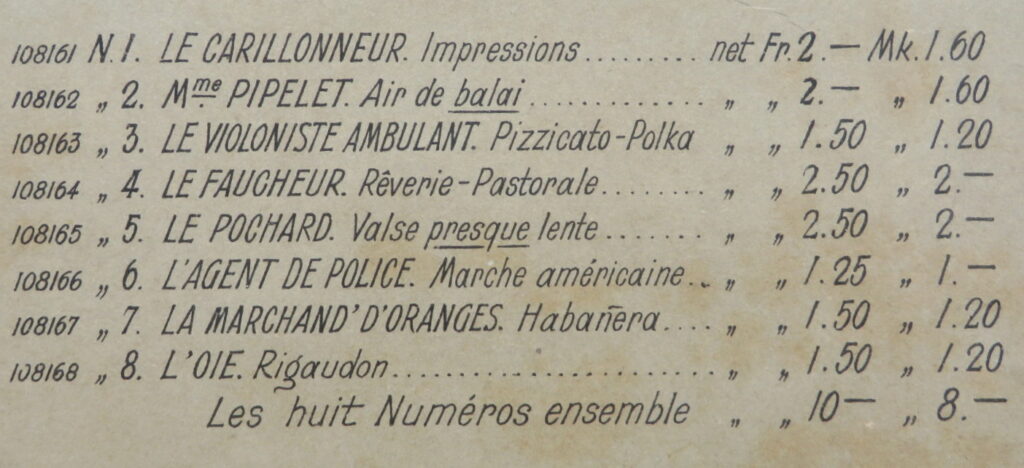 108161 N. 1. LE CARILLONNEUR. Impressions ......... net Fr. 2.— Mk. 1.60
108162 „ 2. Mme PIPELET. Air de balai ............. „ „ 2.— „ 1.60
108163 „ 3. LE VIOLONISTE AMBULANT. Pizzicato-Polka „ „ 1.50 „ 1.20
108164 „ 4. LE FAUCHEUR. Rêverie-Pastorale........ „ „ 2.50 „ 2.—
108165 „ 5. LE POCHARD. Valse presque lente ....... „ „ 2.50 „ 2.—
108166 „ 6. L'AGENT DE POLICE. Marche américaine.. „ „ 1.25 „ 1.—
108167 „ 7. LA MARCHAND'D'ORANGES. Habañera.... „ „ 1.50 „ 1.20
108168 „ 8. L'OIE. Rigaudon......................... „ „ 1.50 „ 1.20
Les huit Numéros ensemble „ „ 10— „ 8.—